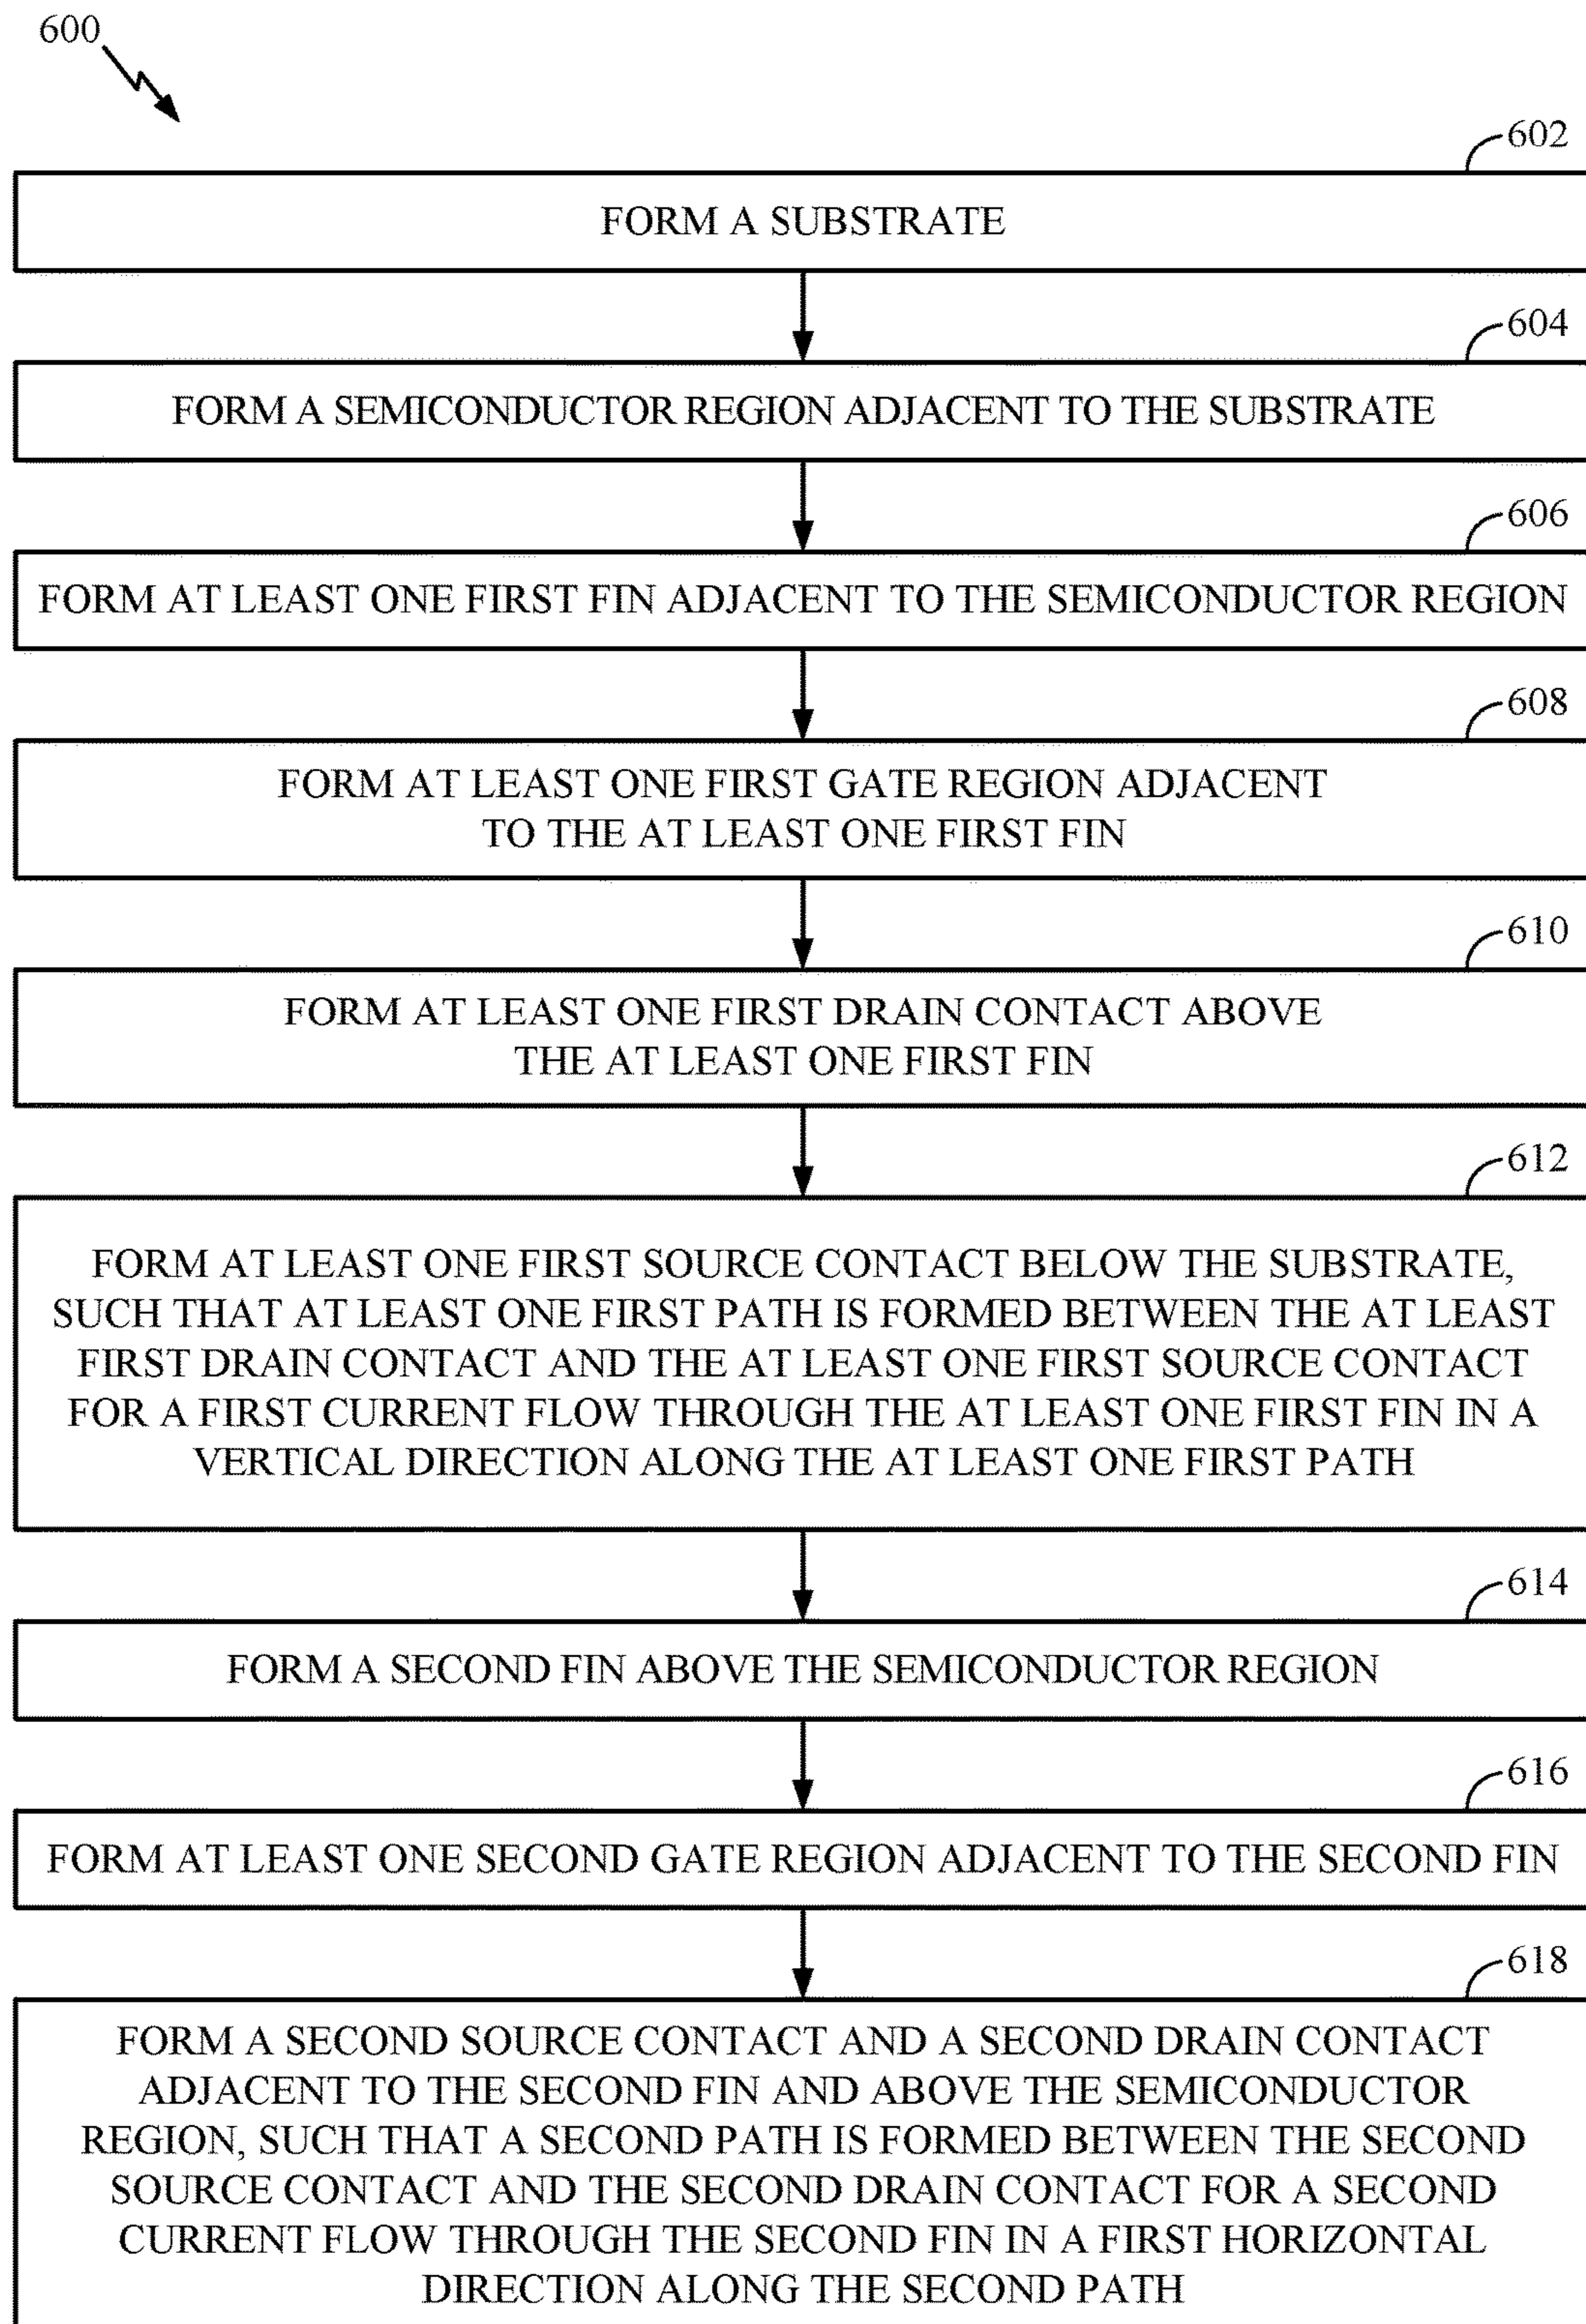 600
602
FORM A SUBSTRATE
604
FORM A SEMICONDUCTOR REGION ADJACENT TO THE SUBSTRATE
606
FORM AT LEAST ONE FIRST FIN ADJACENT TO THE SEMICONDUCTOR REGION
608
FORM AT LEAST ONE FIRST GATE REGION ADJACENT
TO THE AT LEAST ONE FIRST FIN
610
FORM AT LEAST ONE FIRST DRAIN CONTACT ABOVE
THE AT LEAST ONE FIRST FIN
612
FORM AT LEAST ONE FIRST SOURCE CONTACT BELOW THE SUBSTRATE,
SUCH THAT AT LEAST ONE FIRST PATH IS FORMED BETWEEN THE AT LEAST
FIRST DRAIN CONTACT AND THE AT LEAST ONE FIRST SOURCE CONTACT
FOR A FIRST CURRENT FLOW THROUGH THE AT LEAST ONE FIRST FIN IN A
VERTICAL DIRECTION ALONG THE AT LEAST ONE FIRST PATH
614
FORM A SECOND FIN ABOVE THE SEMICONDUCTOR REGION
616
FORM AT LEAST ONE SECOND GATE REGION ADJACENT TO THE SECOND FIN
618
FORM A SECOND SOURCE CONTACT AND A SECOND DRAIN CONTACT
ADJACENT TO THE SECOND FIN AND ABOVE THE SEMICONDUCTOR
REGION, SUCH THAT A SECOND PATH IS FORMED BETWEEN THE SECOND
SOURCE CONTACT AND THE SECOND DRAIN CONTACT FOR A SECOND
CURRENT FLOW THROUGH THE SECOND FIN IN A FIRST HORIZONTAL
DIRECTION ALONG THE SECOND PATH